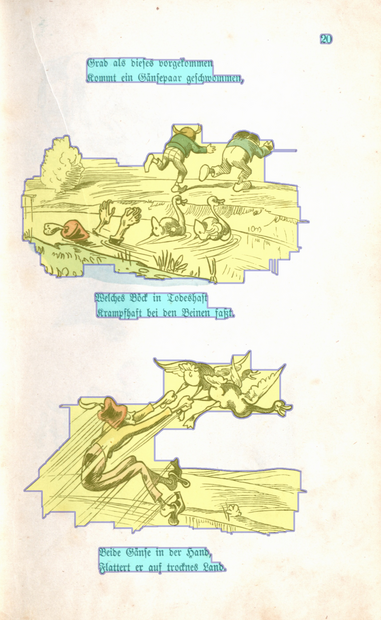 20
Grad als dieses vorgekommen
Kommt ein Gänsepaar geschwommen,
Welches Böck in Todeshast
Krampfhaft bei den Beinen faßt.
Beide Gänse in der Hand,
Flattert er auf trocknes Land.